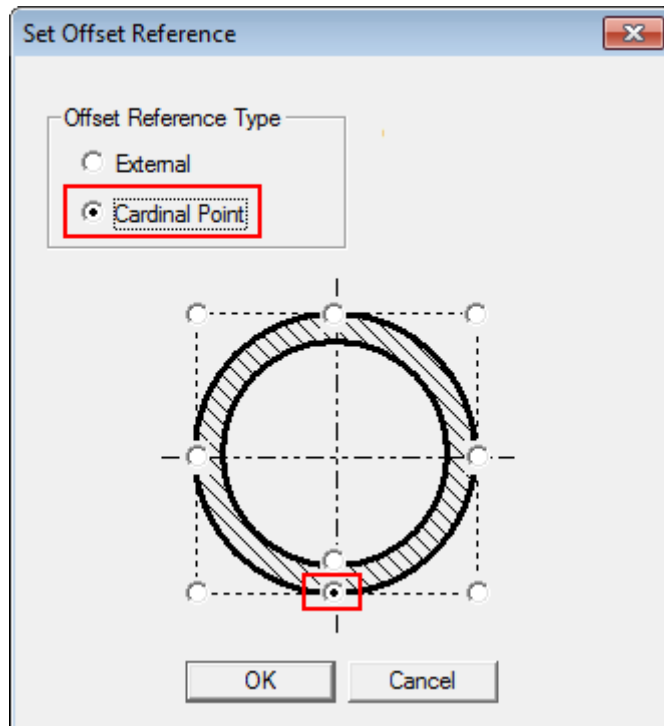 Set Offset Reference
Offset Reference Type
External
Cardinal Point
OK
Cancel